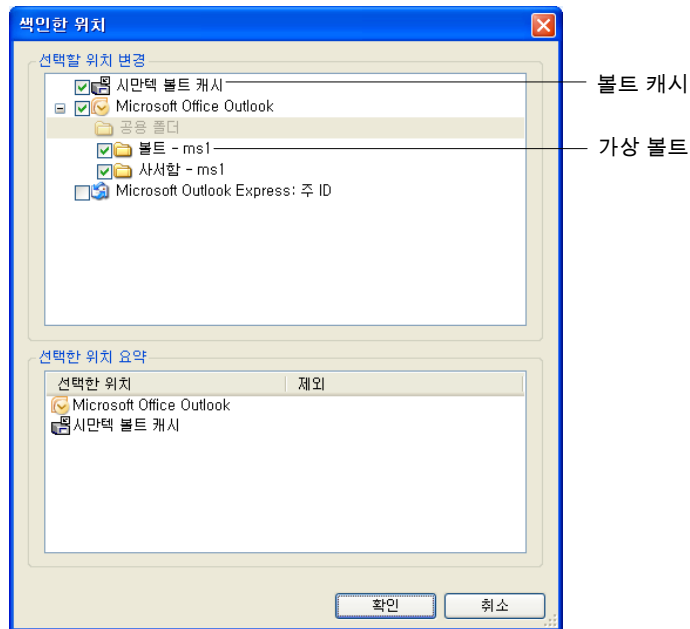 색인한 위치
선택할 위치 변경
시만텍 볼트 캐시
볼트 캐시
Microsoft Office Outlook
공용 폴더
볼트 - ms1
가상 볼트
사서함 - ms1
Microsoft Outlook Express: 주 ID
선택한 위치 요약
선택한 위치 제외
Microsoft Office Outlook
시만텍 볼트 캐시
확인 취소